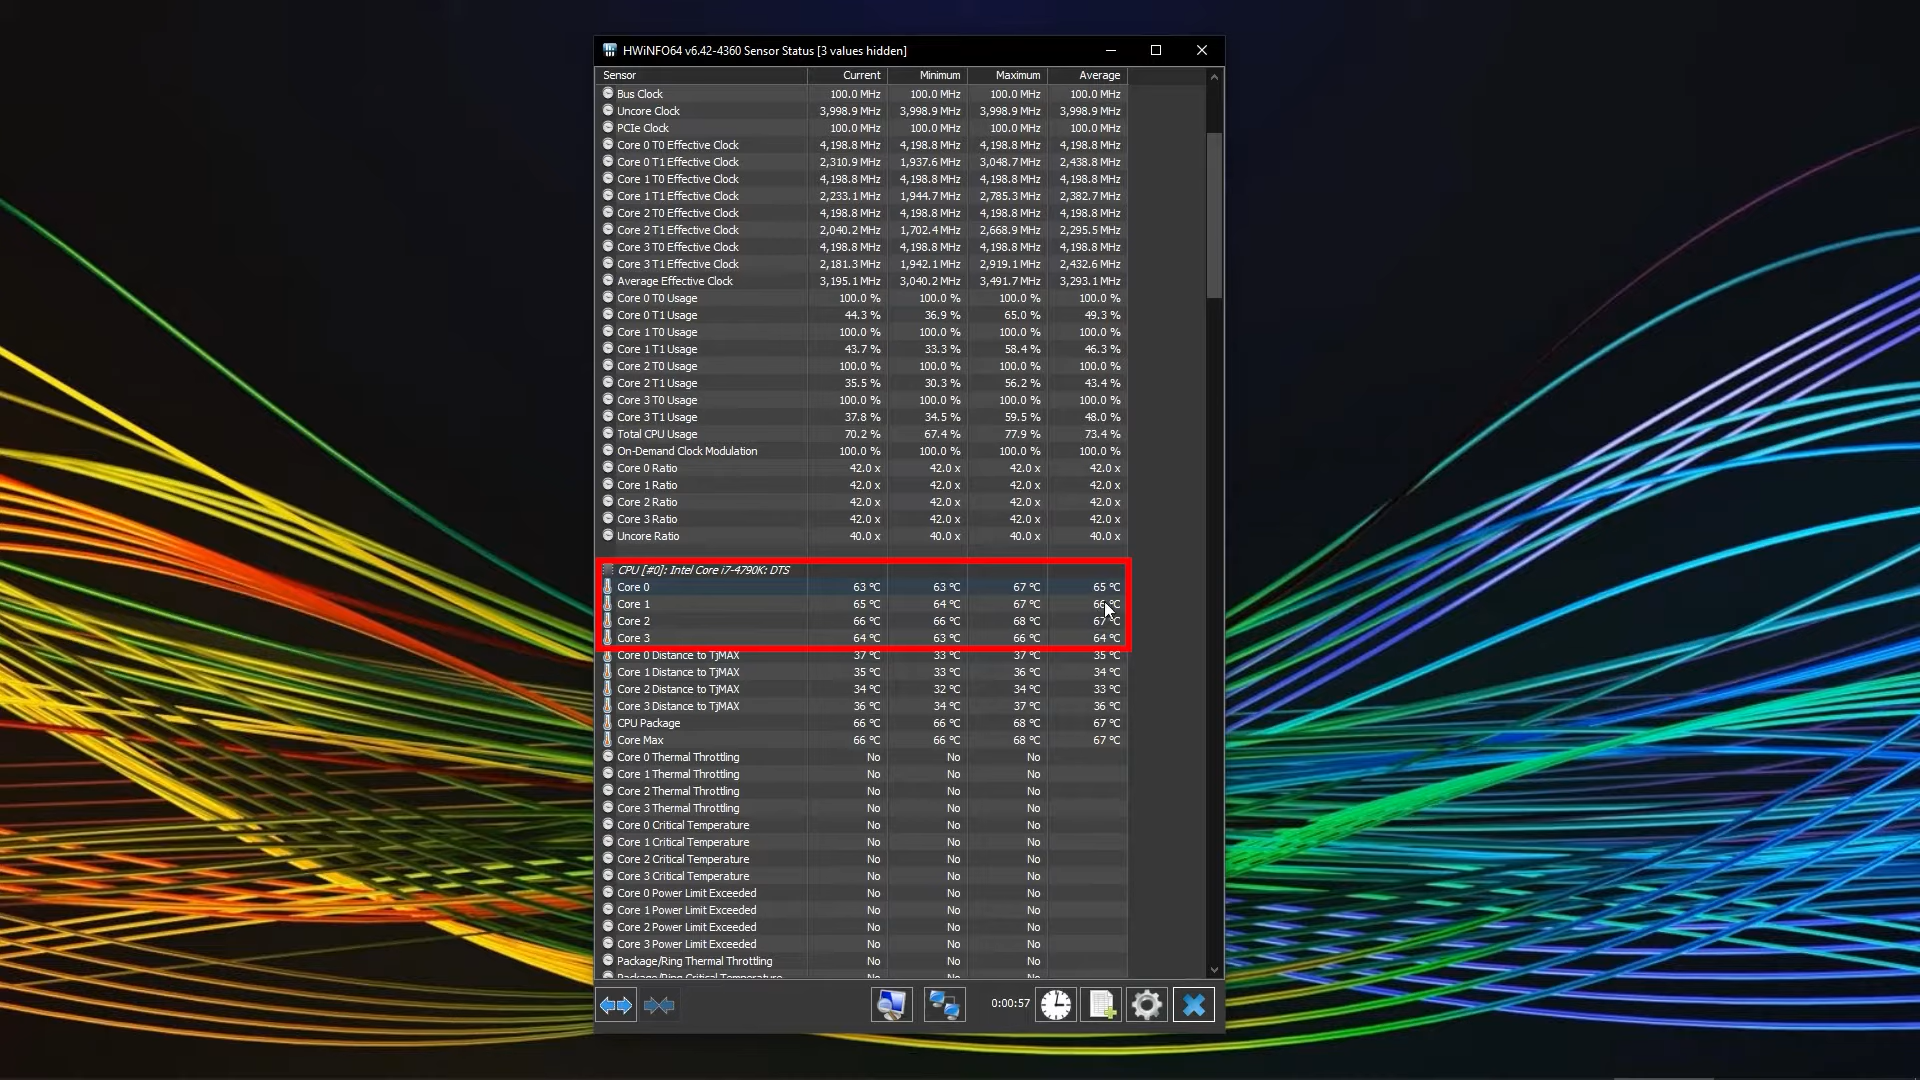 HWiNFO64 v6.42-4360 Sensor Status [3 values hidden]
Sensor Current Minimum Maximum Average
Bus Clock 100.0 MHz 100.0 MHz 100.0 MHz 100.0 MHz
Uncore Clock 3,998.9 MHz 3,998.9 MHz 3,998.9 MHz 3,998.9 MHz
PCIe Clock 100.0 MHz 100.0 MHz 100.0 MHz 100.0 MHz
Core 0 T0 Effective Clock 4,198.8 MHz 4,198.8 MHz 4,198.8 MHz 4,198.8 MHz
Core 0 T1 Effective Clock 2,310.9 MHz 1,937.6 MHz 3,048.7 MHz 2,438.8 MHz
Core 1 T0 Effective Clock 4,198.8 MHz 4,198.8 MHz 4,198.8 MHz 4,198.8 MHz
Core 1 T1 Effective Clock 2,233.1 MHz 1,944.7 MHz 2,785.3 MHz 2,382.7 MHz
Core 2 T0 Effective Clock 4,198.8 MHz 4,198.8 MHz 4,198.8 MHz 4,198.8 MHz
Core 2 T1 Effective Clock 2,040.2 MHz 1,702.4 MHz 2,668.9 MHz 2,295.5 MHz
Core 3 T0 Effective Clock 4,198.8 MHz 4,198.8 MHz 4,198.8 MHz 4,198.8 MHz
Core 3 T1 Effective Clock 2,181.3 MHz 1,942.1 MHz 2,919.1 MHz 2,432.6 MHz
Average Effective Clock 3,195.1 MHz 3,040.2 MHz 3,491.7 MHz 3,293.1 MHz
Core 0 T0 Usage 100.0 % 100.0 % 100.0 % 100.0 %
Core 0 T1 Usage 44.3 % 36.9 % 65.0 % 49.3 %
Core 1 T0 Usage 100.0 % 100.0 % 100.0 % 100.0 %
Core 1 T1 Usage 43.7 % 33.3 % 58.4 % 46.3 %
Core 2 T0 Usage 100.0 % 100.0 % 100.0 % 100.0 %
Core 2 T1 Usage 35.5 % 30.3 % 56.2 % 43.4 %
Core 3 T0 Usage 100.0 % 100.0 % 100.0 % 100.0 %
Core 3 T1 Usage 37.8 % 34.5 % 59.5 % 48.0 %
Total CPU Usage 70.2 % 67.4 % 77.9 % 73.4 %
On-Demand Clock Modulation 100.0 % 100.0 % 100.0 % 100.0 %
Core 0 Ratio 42.0 x 42.0 x 42.0 x 42.0 x
Core 1 Ratio 42.0 x 42.0 x 42.0 x 42.0 x
Core 2 Ratio 42.0 x 42.0 x 42.0 x 42.0 x
Core 3 Ratio 42.0 x 42.0 x 42.0 x 42.0 x
Uncore Ratio 40.0 x 40.0 x 40.0 x 40.0 x
CPU [#0]: Intel Core i7-4790K: DTS
Core 0 63 °C 63 °C 67 °C 65 °C
Core 1 65 °C 64 °C 67 °C 66 °C
Core 2 66 °C 66 °C 68 °C 67 °C
Core 3 64 °C 63 °C 66 °C 64 °C
Core 0 Distance to TjMAX 37 °C 33 °C 37 °C 35 °C
Core 1 Distance to TjMAX 35 °C 33 °C 36 °C 34 °C
Core 2 Distance to TjMAX 34 °C 32 °C 34 °C 33 °C
Core 3 Distance to TjMAX 36 °C 34 °C 37 °C 36 °C
CPU Package 66 °C 66 °C 68 °C 67 °C
Core Max 66 °C 66 °C 68 °C 67 °C
Core 0 Thermal Throttling No No No
Core 1 Thermal Throttling No No No
Core 2 Thermal Throttling No No No
Core 3 Thermal Throttling No No No
Core 0 Critical Temperature No No No
Core 1 Critical Temperature No No No
Core 2 Critical Temperature No No No
Core 3 Critical Temperature No No No
Core 0 Power Limit Exceeded No No No
Core 1 Power Limit Exceeded No No No
Core 2 Power Limit Exceeded No No No
Core 3 Power Limit Exceeded No No No
Package/Ring Thermal Throttling No No No
Package/Ring Critical Temperature No No No
0:00:57